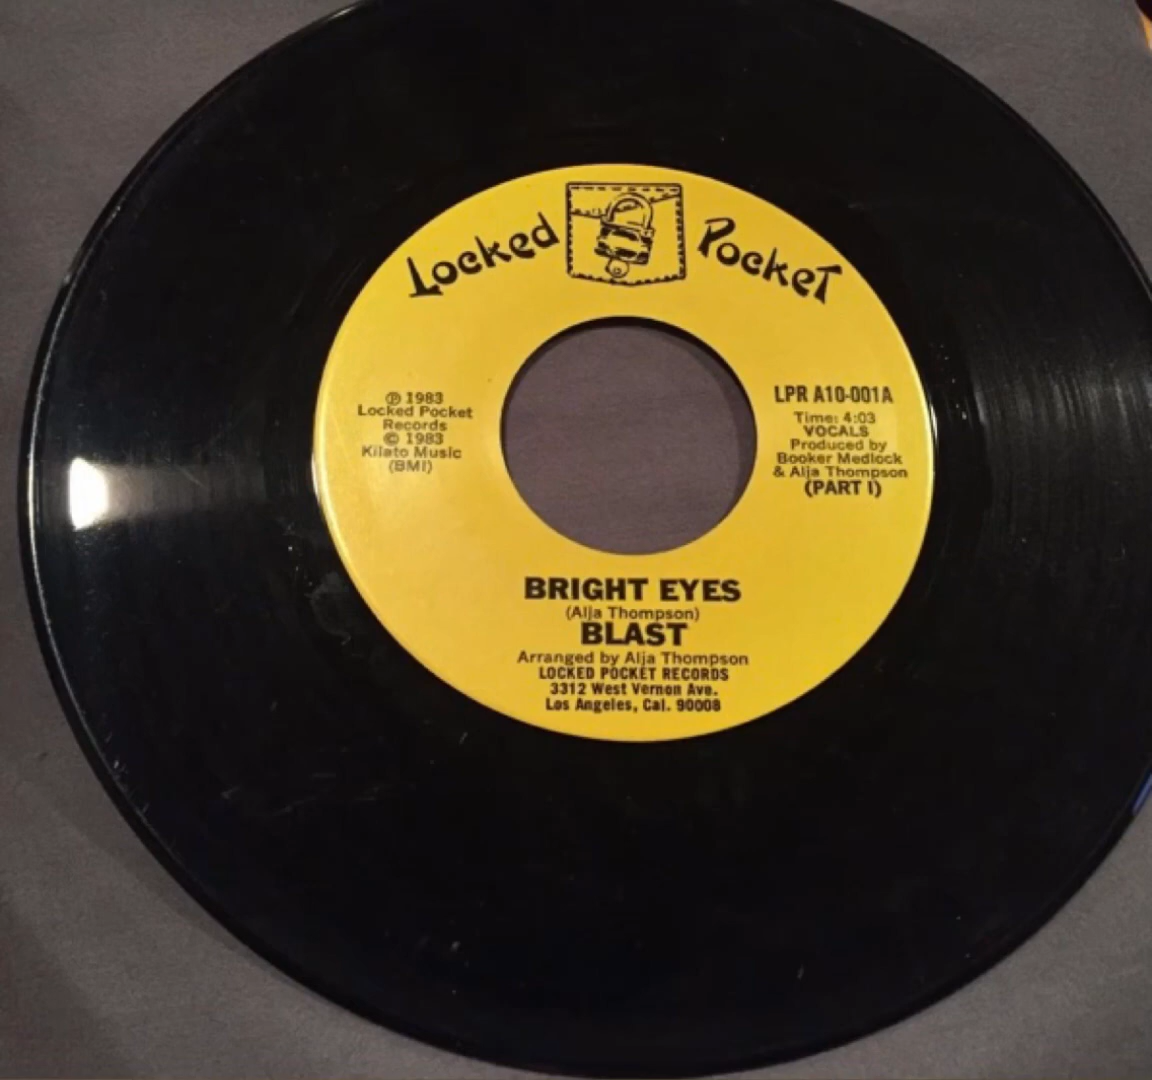 Locked Pocket
℗ 1983
Locked Pocket
Records
© 1983
Kilato Music
(BMI)
LPR A10-001A
Time: 4:03
VOCALS
Produced by
Booker Medlock
& Alja Thompson
(PART I)
BRIGHT EYES
(Alja Thompson)
BLAST
Arranged by Alja Thompson
LOCKED POCKET RECORDS
3312 West Vernon Ave.
Los Angeles, Cal. 90008